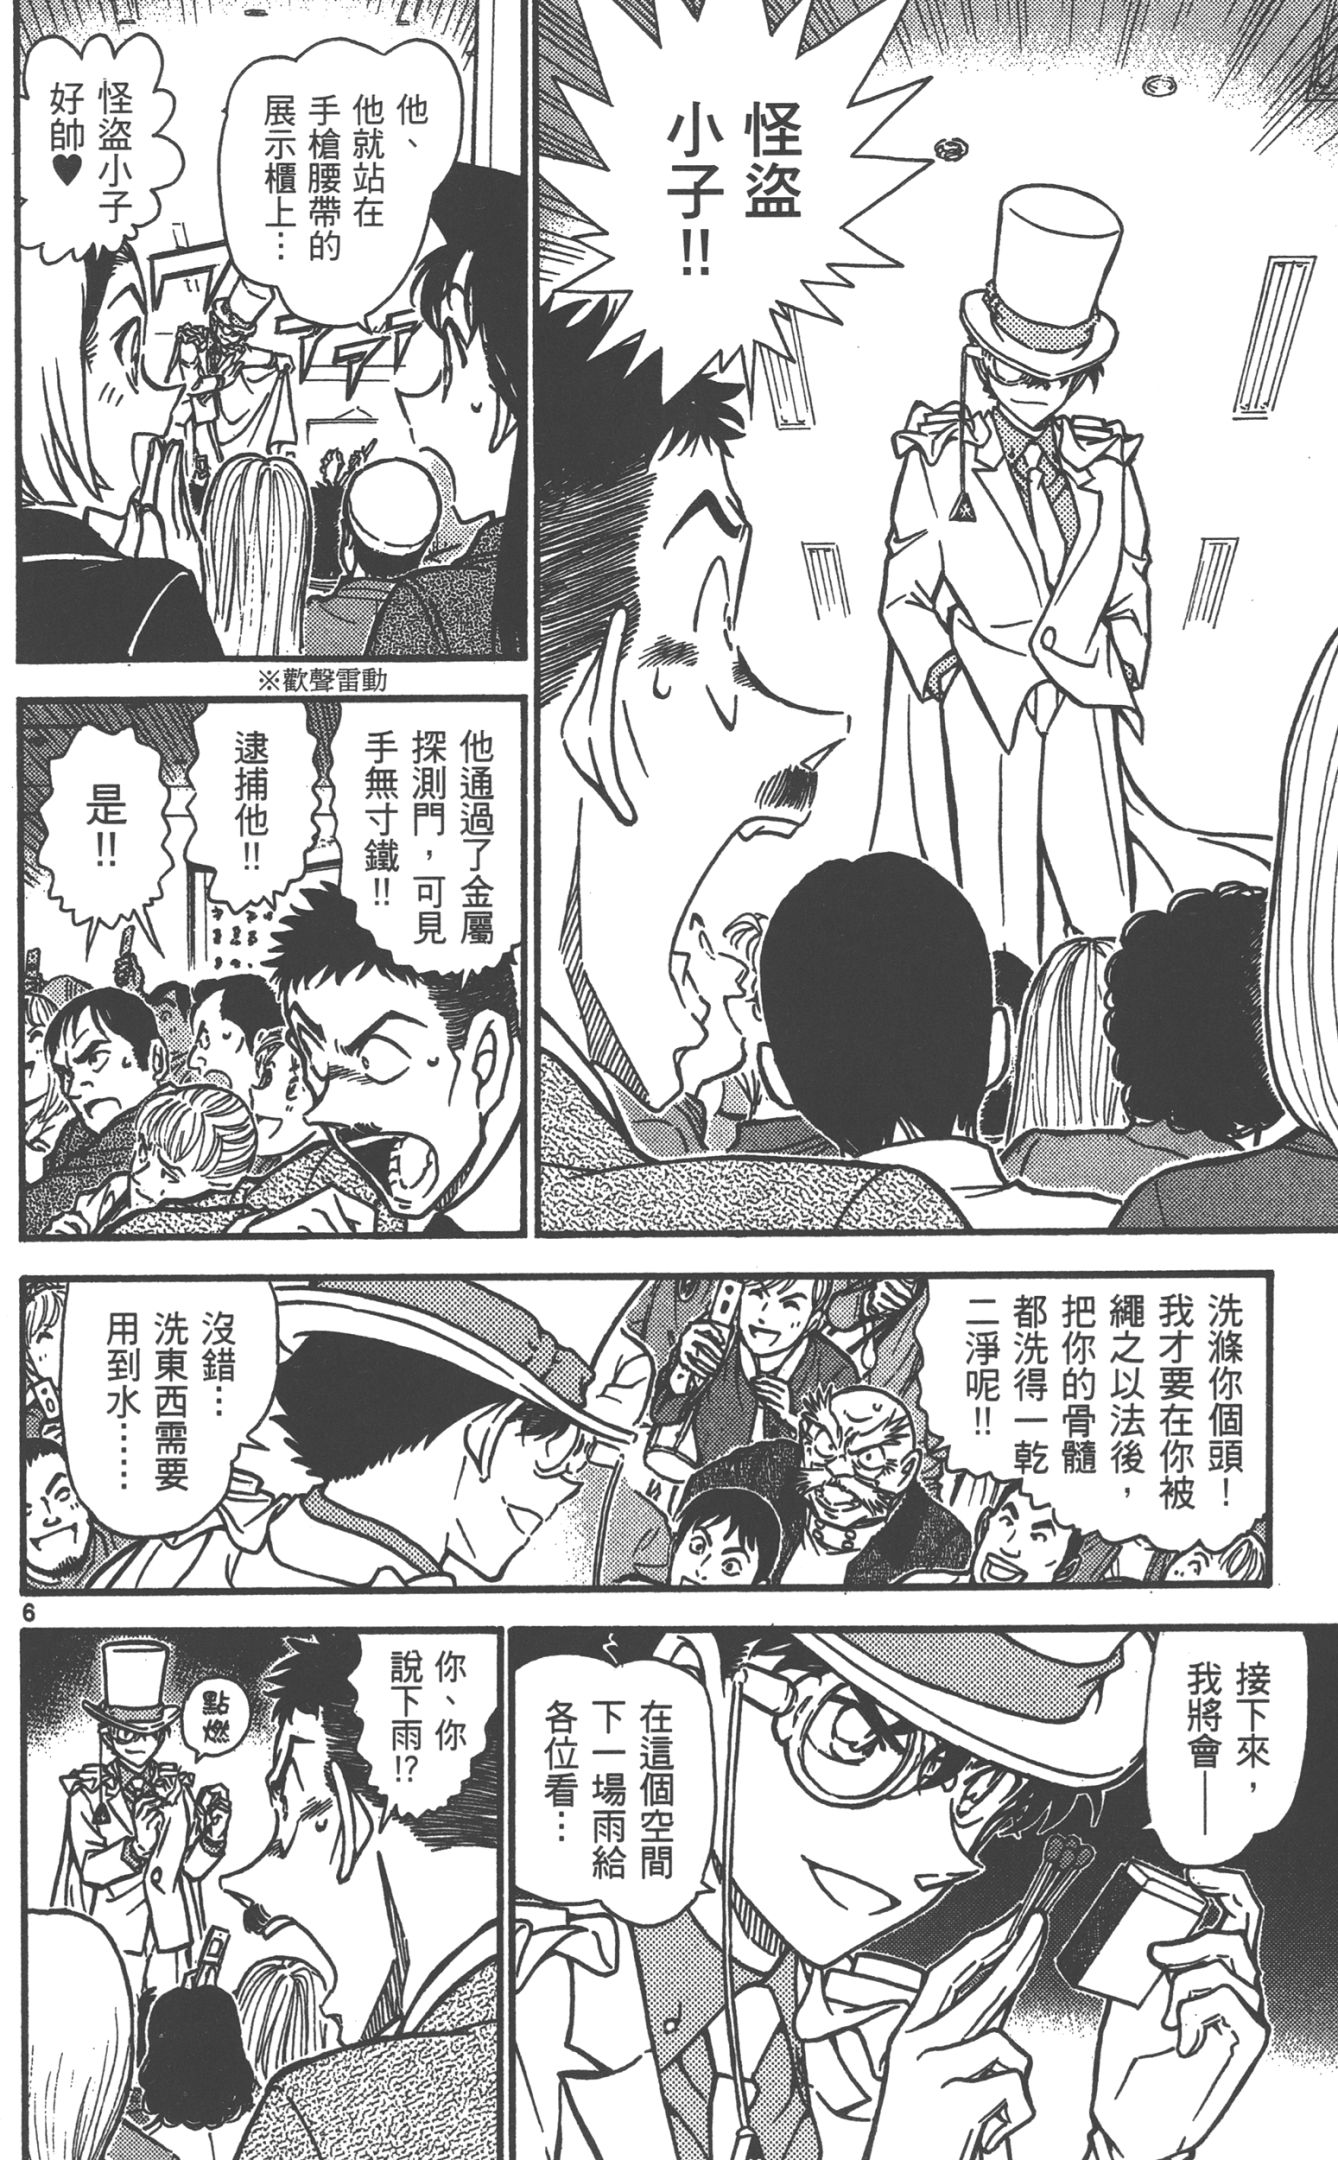 怪盜
小子!!
他、
他就站在
手槍腰帶的
展示櫃上…
怪盜小子
好帥♥
※歡聲雷動
他通過了金屬
探測門，可見
手無寸鐵!!
逮捕他!!
是!!
洗滌你個頭！
我才要在你被
繩之以法後，
把你的骨髓
都洗得一乾
二淨呢!!
沒錯…
洗東西需要
用到水……
6
接下來，
我將會──
在這個空間
下一場雨給
各位看…
你、你
說下雨!?
點燃